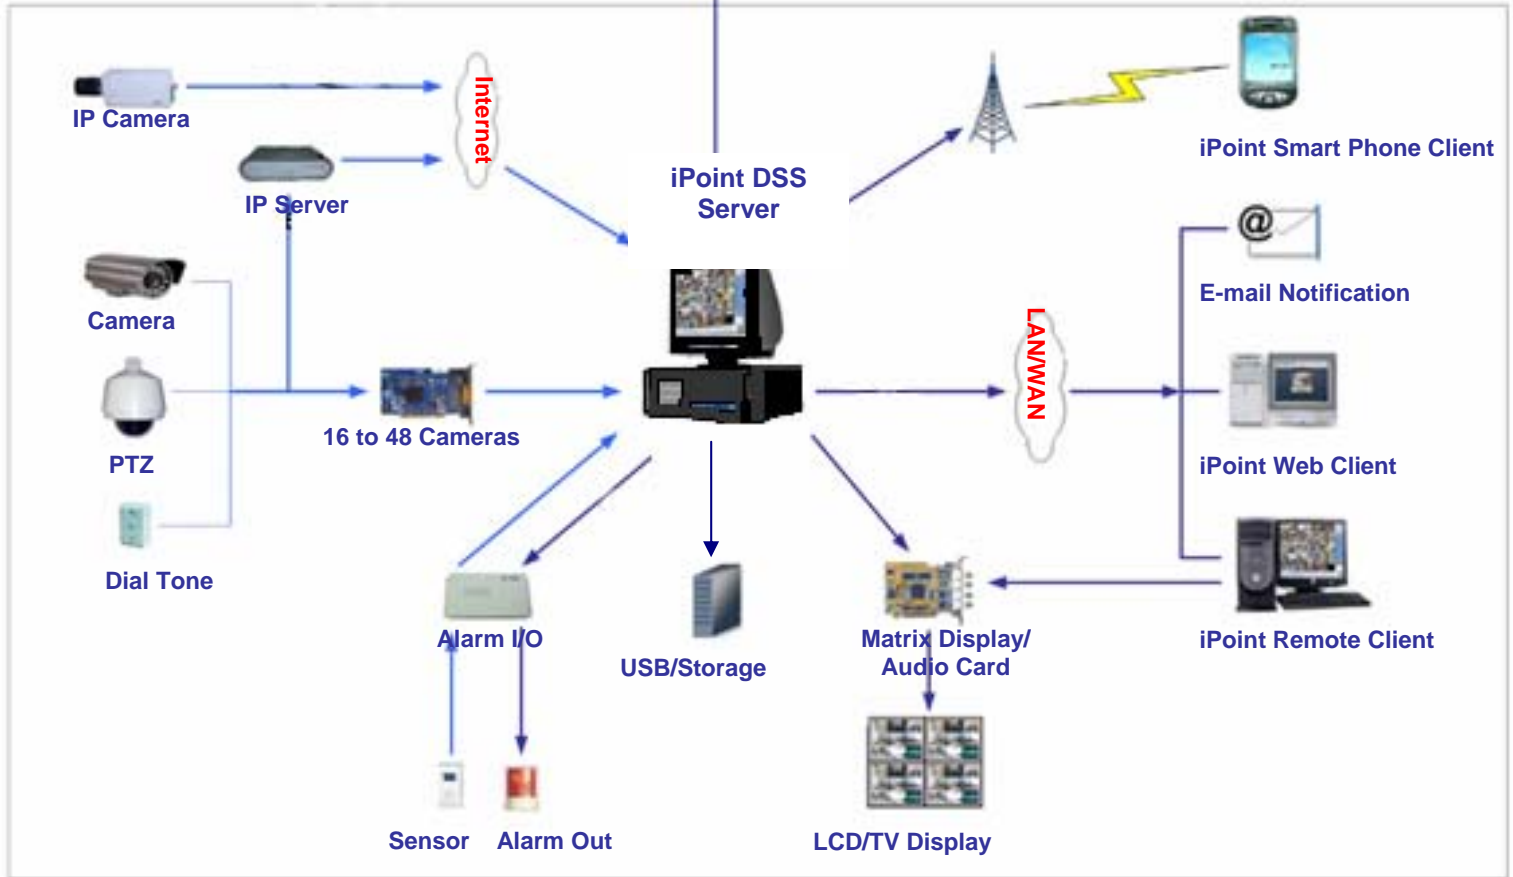 Internet
IP Camera
iPoint Smart Phone Client
iPoint DSS
Server
IP Server
@
E-mail Notification
Camera
LAN/WAN
16 to 48 Cameras
PTZ
iPoint Web Client
Dial Tone
Alarm I/O
USB/Storage
Matrix Display/
Audio Card
iPoint Remote Client
Sensor
Alarm Out
LCD/TV Display